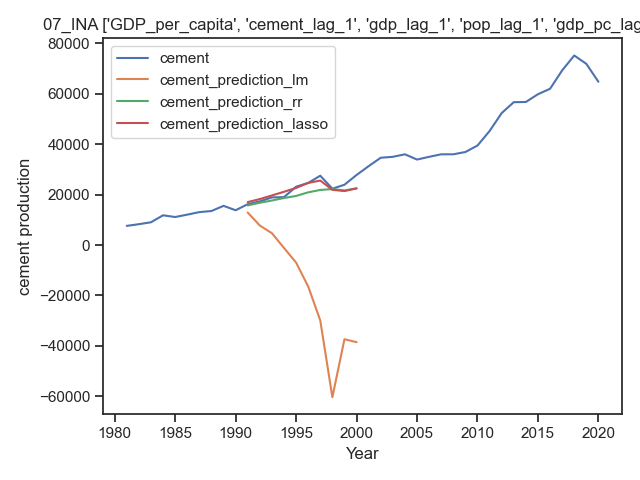 07_INA ['GDP_per_capita', 'cement_lag_1', 'gdp_lag_1', 'pop_lag_1', 'gdp_pc_lag
80000
60000
40000
20000
0
−20000
−40000
−60000
cement production
cement
cement_prediction_lm
cement_prediction_rr
cement_prediction_lasso
1980 1985 1990 1995 2000 2005 2010 2015 2020
Year